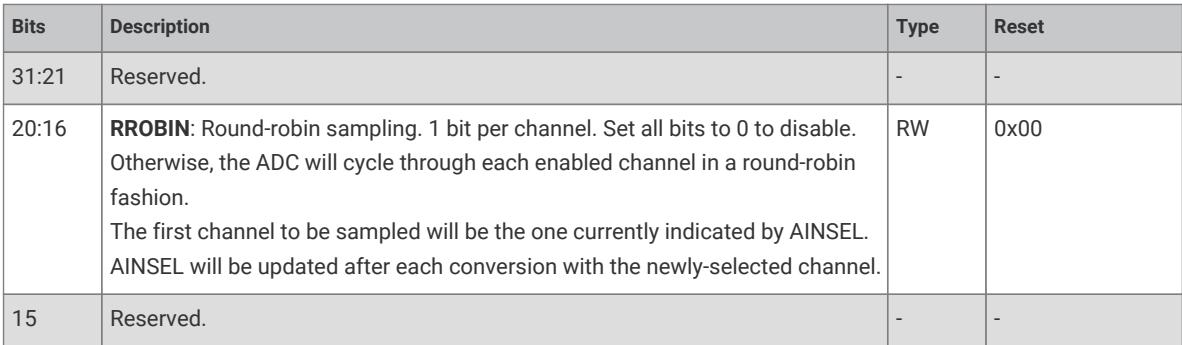 Bits Description Type Reset
31:21 Reserved. - -
20:16 RROBIN: Round-robin sampling. 1 bit per channel. Set all bits to 0 to disable. RW 0x00
Otherwise, the ADC will cycle through each enabled channel in a round-robin
fashion.
The first channel to be sampled will be the one currently indicated by AINSEL.
AINSEL will be updated after each conversion with the newly-selected channel.
15 Reserved. - -